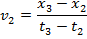 v₂ = (x₃ − x₂) / (t₃ − t₂)